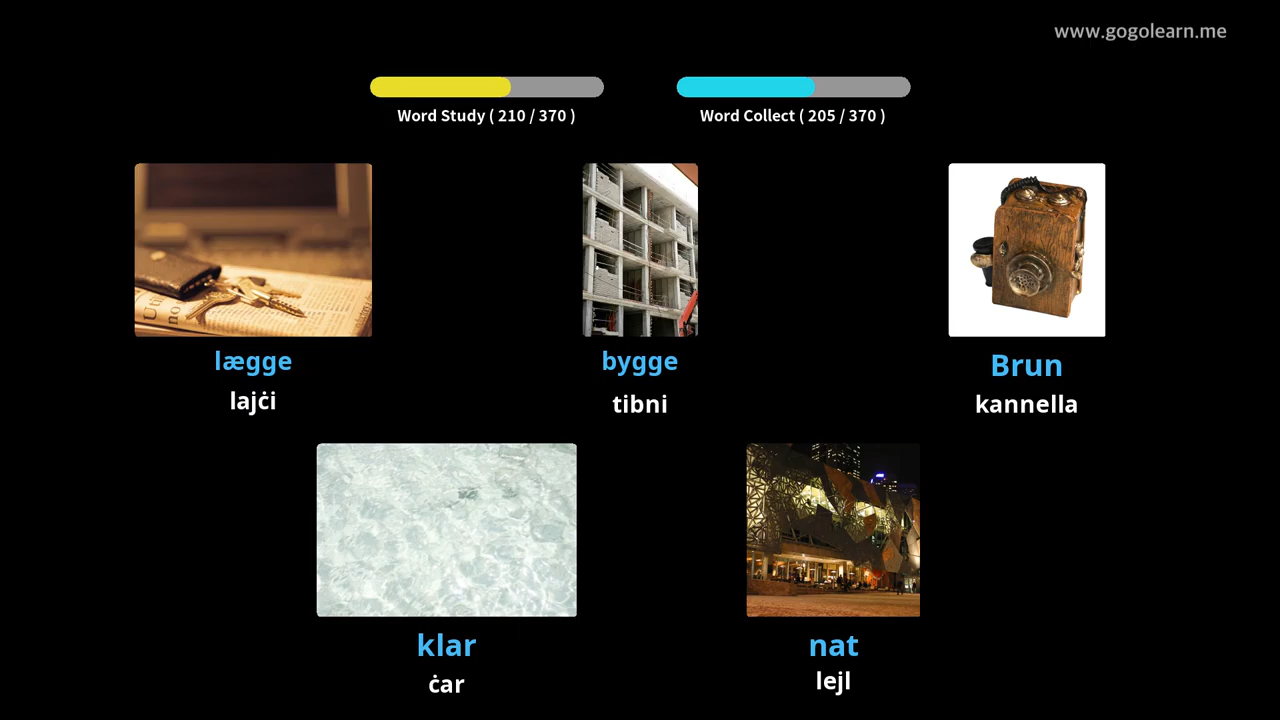 www.gogolearn.me
Word Study ( 210 / 370 )
Word Collect ( 205 / 370 )
lægge
lajċi
bygge
tibni
Brun
kannella
klar
ċar
nat
lejl